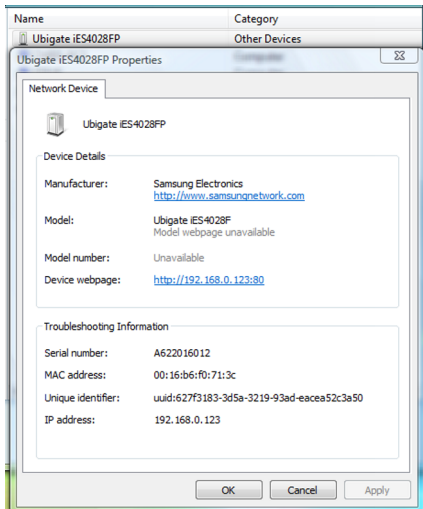 Name Category
Ubigate iES4028FP Other Devices
Ubigate iES4028FP Properties
Network Device
Ubigate iES4028FP
Device Details
Manufacturer: Samsung Electronics
http://www.samsungnetwork.com
Model: Ubigate iES4028F
Model webpage unavailable
Model number: Unavailable
Device webpage: http://192.168.0.123:80
Troubleshooting Information
Serial number: A622016012
MAC address: 00:16:b6:f0:71:3c
Unique identifier: uuid:627f3183-3d5a-3219-93ad-eacea52c3a50
IP address: 192.168.0.123
OK Cancel Apply